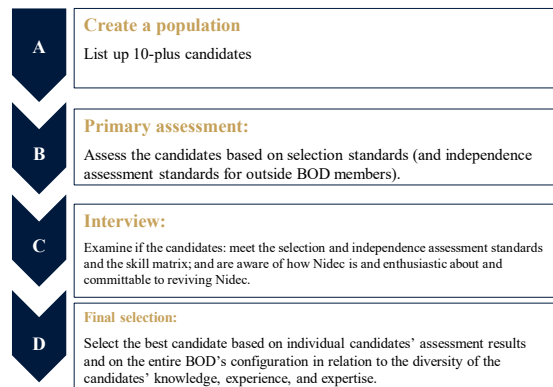 A
Create a population
List up 10-plus candidates
B
Primary assessment:
Assess the candidates based on selection standards (and independence
assessment standards for outside BOD members).
C
Interview:
Examine if the candidates: meet the selection and independence assessment standards
and the skill matrix; and are aware of how Nidec is and enthusiastic about and
committable to reviving Nidec.
D
Final selection:
Select the best candidate based on individual candidates’ assessment results
and on the entire BOD’s configuration in relation to the diversity of the
candidates’ knowledge, experience, and expertise.